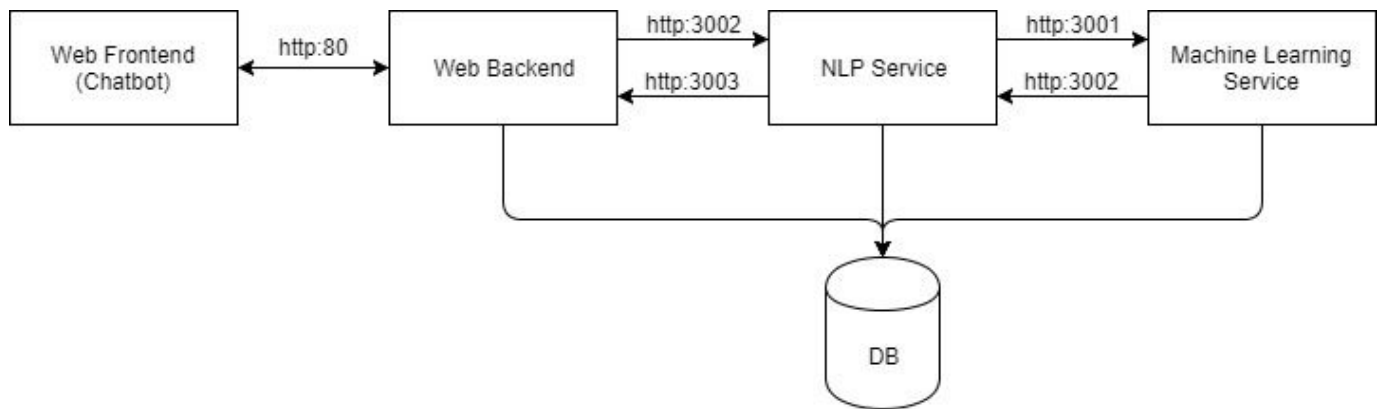 Web Frontend
(Chatbot)
http:80
Web Backend
http:3002
http:3003
NLP Service
http:3001
http:3002
Machine Learning
Service
DB